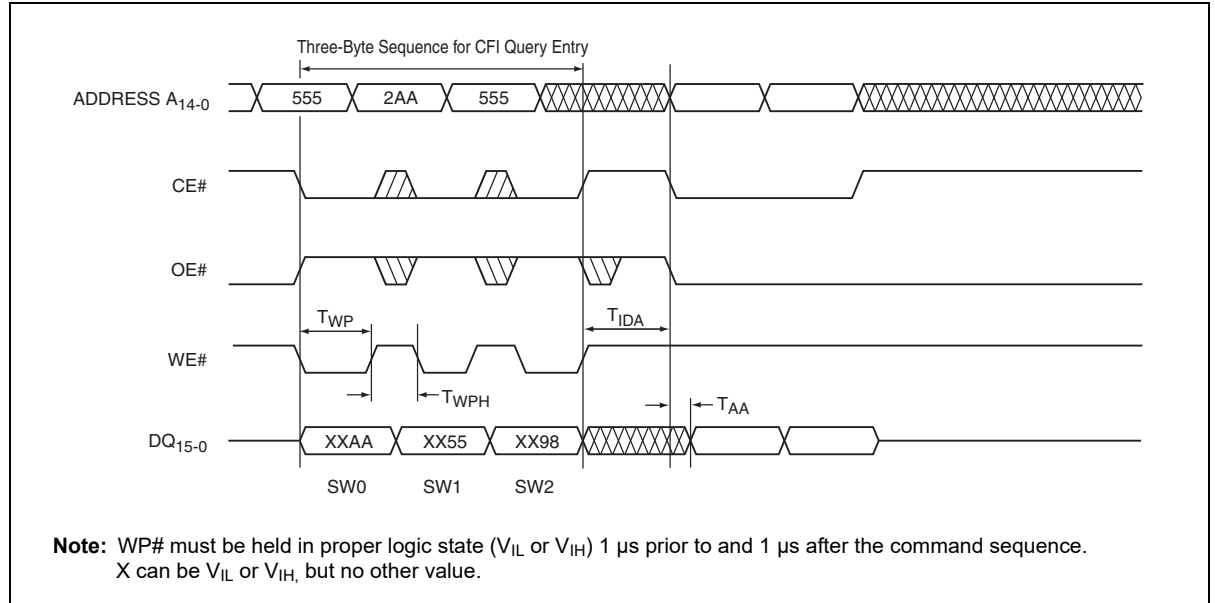 Three-Byte Sequence for CFI Query Entry
ADDRESS A14-0
555
2AA
555
CE#
OE#
TWP
TIDA
WE#
TWPH
TAA
DQ15-0
XXAA
XX55
XX98
SW0
SW1
SW2
Note: WP# must be held in proper logic state (VIL or VIH) 1 µs prior to and 1 µs after the command sequence.
X can be VIL or VIH, but no other value.